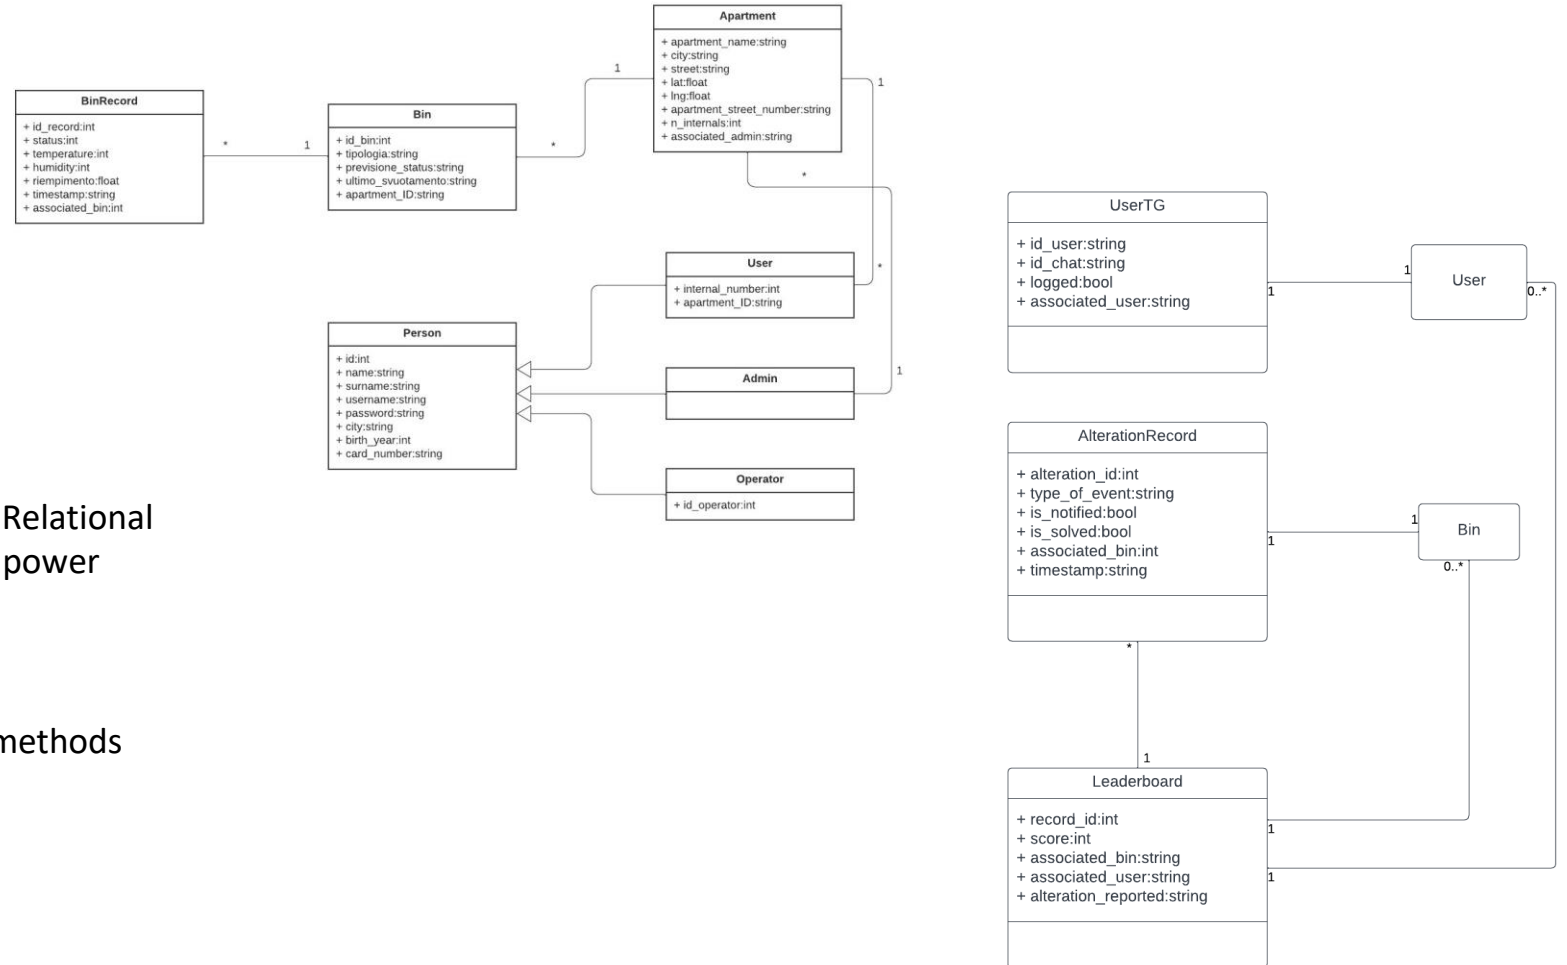 Apartment
+ apartment_name:string
+ city:string
+ street:string
+ lat:float
+ lng:float
+ apartment_street_number:string
+ n_internals:int
+ associated_admin:string
1
1
*
BinRecord
+ id_record:int
+ status:int
+ temperature:int
+ humidity:int
+ riempimento:float
+ timestamp:string
+ associated_bin:int
*
1
Bin
+ id_bin:int
+ tipologia:string
+ previsione_status:string
+ ultimo_svuotamento:string
+ apartment_ID:string
*
User
+ internal_number:int
+ apartment_ID:string
*
Person
+ id:int
+ name:string
+ surname:string
+ username:string
+ password:string
+ city:string
+ birth_year:int
+ card_number:string
Admin
1
Operator
+ id_operator:int
Relational
power
methods
UserTG
+ id_user:string
+ id_chat:string
+ logged:bool
+ associated_user:string
1
1
User
0..*
AlterationRecord
+ alteration_id:int
+ type_of_event:string
+ is_notified:bool
+ is_solved:bool
+ associated_bin:int
+ timestamp:string
1
1
Bin
0..*
*
1
Leaderboard
+ record_id:int
+ score:int
+ associated_bin:string
+ associated_user:string
+ alteration_reported:string
1
1